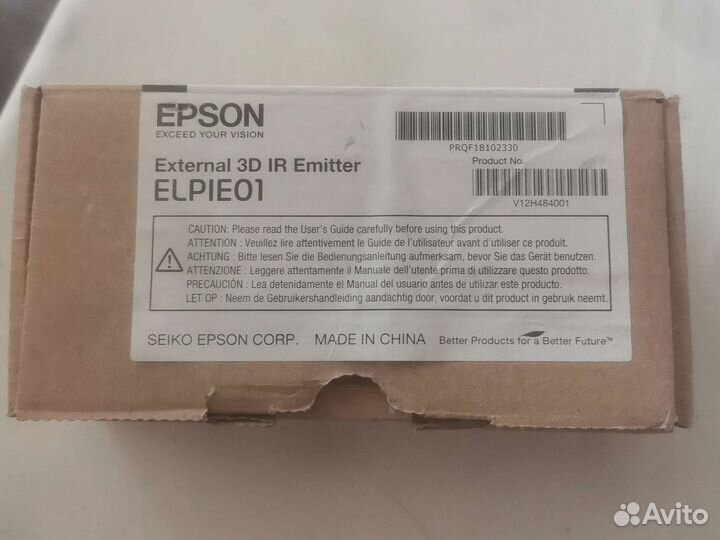 EPSON
EXCEED YOUR VISION
PRQF18102330
External 3D IR Emitter
Product No.
ELPIE01
V12H484001
CAUTION: Please read the User's Guide carefully before using this product.
ATTENTION : Veuillez lire attentivement le Guide de l'utilisateur avant d'utiliser ce produit.
ACHTUNG : Bitte lesen Sie die Bedienungsanleitung aufmerksam, bevor Sie das Gerät benutzen.
ATTENZIONE : Leggere attentamente il Manuale dell'utente prima di utilizzare questo prodotto.
PRECAUCIÓN : Lea detenidamente el Manual del usuario antes de utilizar este producto.
LET OP : Neem de Gebruikershandleiding aandachtig door, voordat u dit product in gebruik neemt.
SEIKO EPSON CORP. MADE IN CHINA Better Products for a Better Future™
Avito